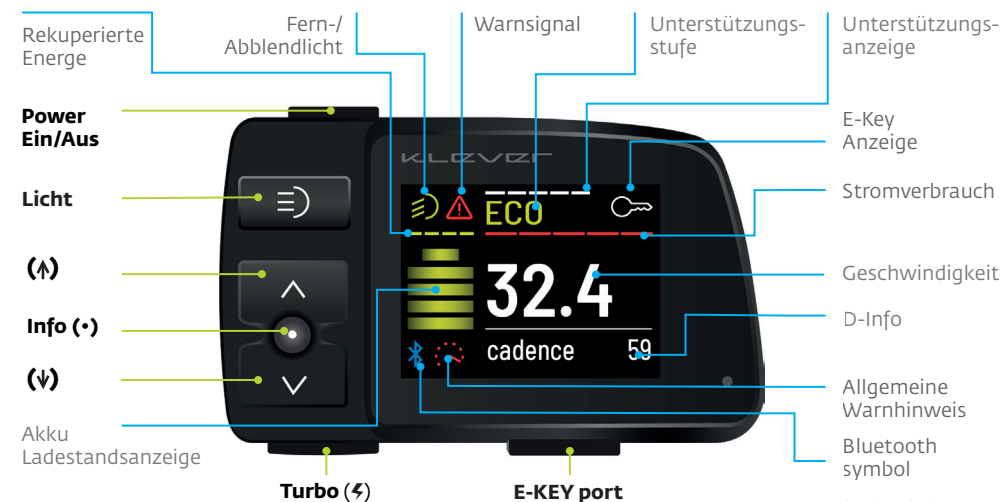 Rekuperierte
Energe
Fern-/
Abblendlicht
Warnsignal
Unterstützungs-
stufe
Unterstützungs-
anzeige
Power
Ein/Aus
E-Key
Anzeige
KLEVER
Licht
ECO
Stromverbrauch
(↑)
32.4
Geschwindigkeit
Info (•)
D-Info
cadence 59
(↓)
Allgemeine
Warnhinweis
Akku
Ladestandsanzeige
Bluetooth
symbol
Turbo (⚡)
E-KEY port